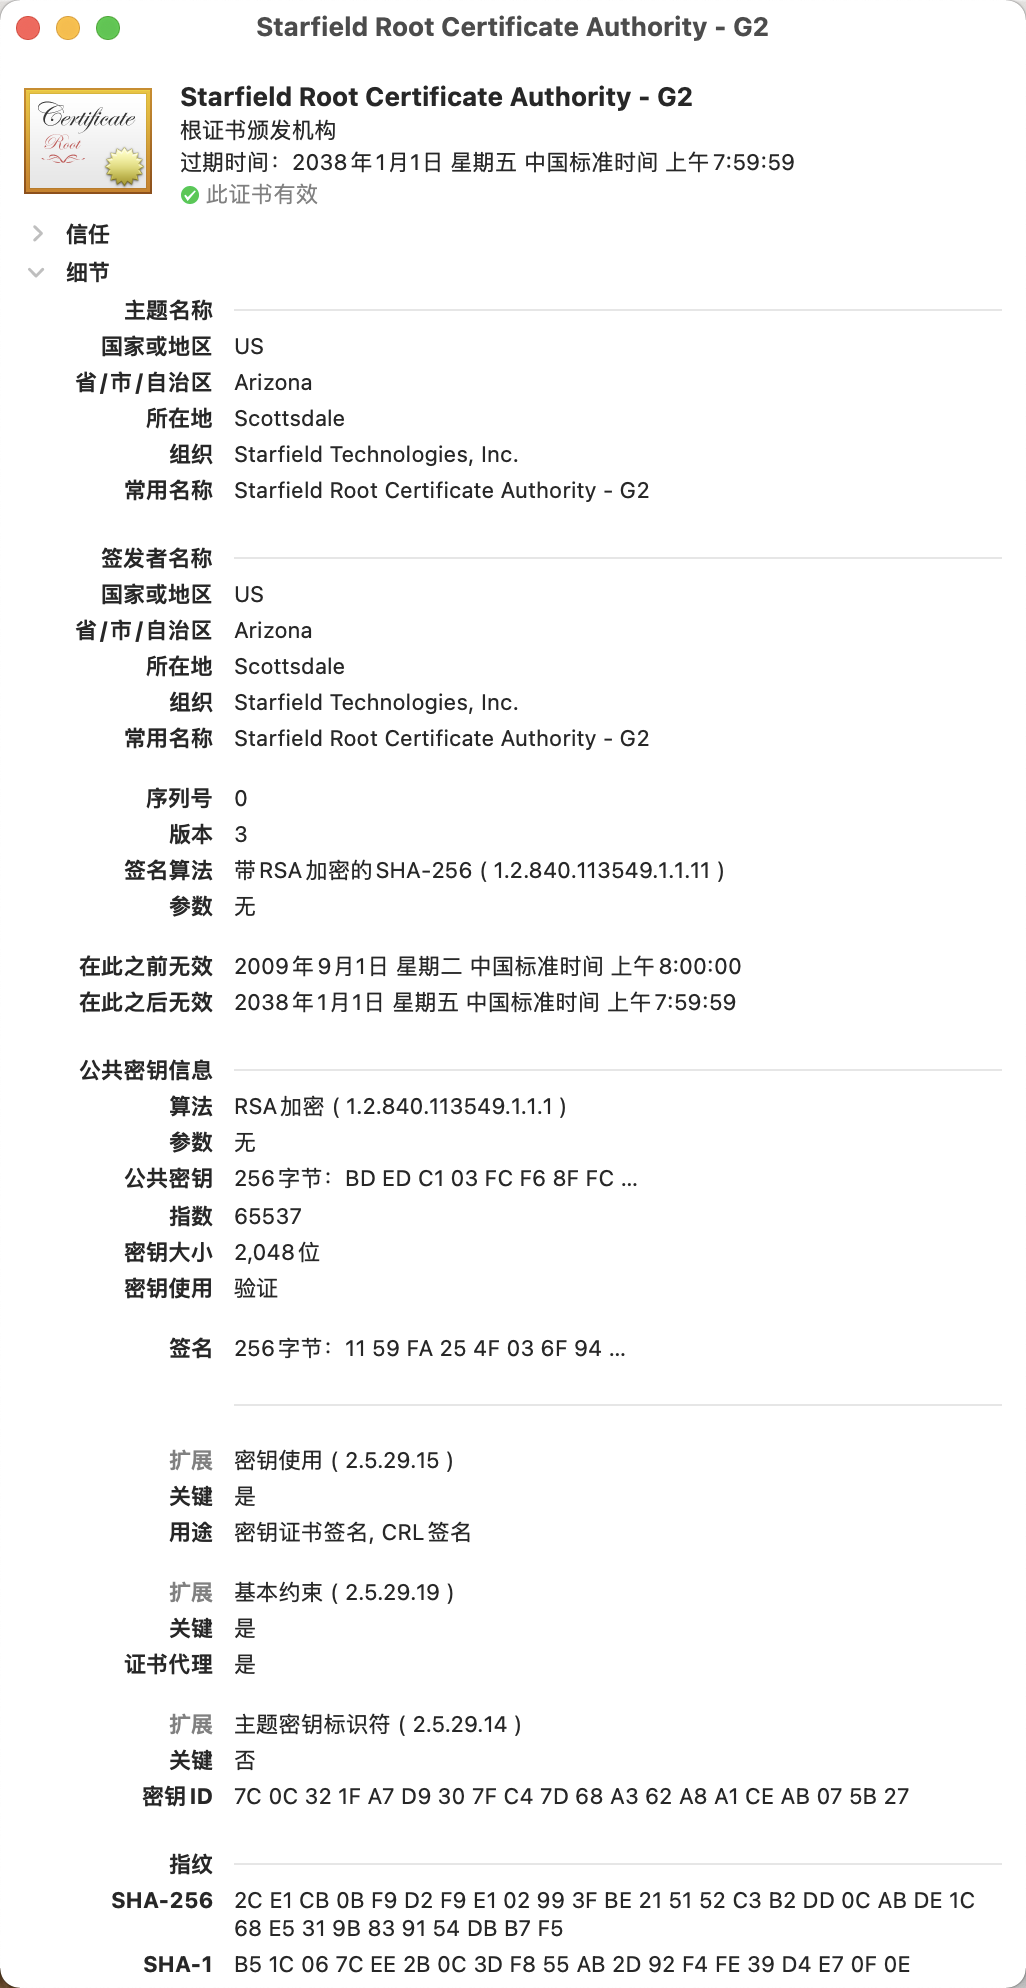 Starfield Root Certificate Authority - G2
Certificate
Root
Starfield Root Certificate Authority - G2
根证书颁发机构
过期时间：2038年1月1日 星期五 中国标准时间 上午7:59:59
此证书有效
信任
细节
主题名称
国家或地区 US
省/市/自治区 Arizona
所在地 Scottsdale
组织 Starfield Technologies, Inc.
常用名称 Starfield Root Certificate Authority - G2
签发者名称
国家或地区 US
省/市/自治区 Arizona
所在地 Scottsdale
组织 Starfield Technologies, Inc.
常用名称 Starfield Root Certificate Authority - G2
序列号 0
版本 3
签名算法 带RSA加密的SHA-256 ( 1.2.840.113549.1.1.11 )
参数 无
在此之前无效 2009年9月1日 星期二 中国标准时间 上午8:00:00
在此之后无效 2038年1月1日 星期五 中国标准时间 上午7:59:59
公共密钥信息
算法 RSA加密 ( 1.2.840.113549.1.1.1 )
参数 无
公共密钥 256字节：BD ED C1 03 FC F6 8F FC ...
指数 65537
密钥大小 2,048位
密钥使用 验证
签名 256字节：11 59 FA 25 4F 03 6F 94 ...
扩展 密钥使用 ( 2.5.29.15 )
关键 是
用途 密钥证书签名, CRL签名
扩展 基本约束 ( 2.5.29.19 )
关键 是
证书代理 是
扩展 主题密钥标识符 ( 2.5.29.14 )
关键 否
密钥ID 7C 0C 32 1F A7 D9 30 7F C4 7D 68 A3 62 A8 A1 CE AB 07 5B 27
指纹
SHA-256 2C E1 CB 0B F9 D2 F9 E1 02 99 3F BE 21 51 52 C3 B2 DD 0C AB DE 1C
68 E5 31 9B 83 91 54 DB B7 F5
SHA-1 B5 1C 06 7C EE 2B 0C 3D F8 55 AB 2D 92 F4 FE 39 D4 E7 0F 0E